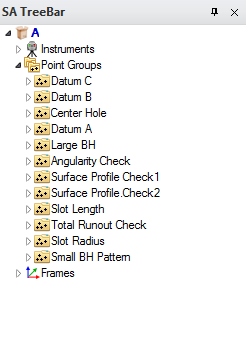 SA TreeBar
A
Instruments
Point Groups
Datum C
Datum B
Center Hole
Datum A
Large BH
Angularity Check
Surface Profile Check1
Surface Profile.Check2
Slot Length
Total Runout Check
Slot Radius
Small BH Pattern
Frames